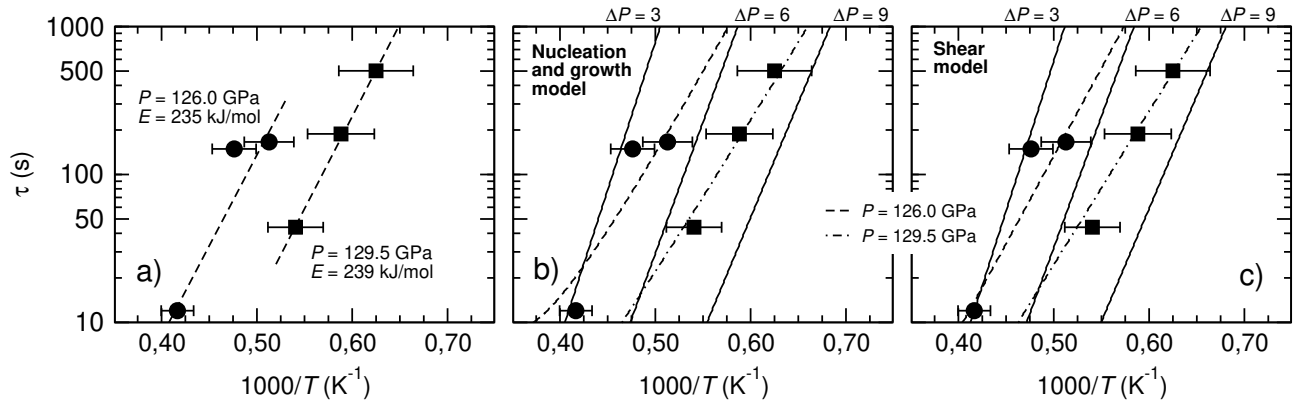 ΔP = 3
ΔP = 6
ΔP = 9
ΔP = 3
ΔP = 6
ΔP = 9
1000
500
100
50
10
τ (s)
P = 126.0 GPa
E = 235 kJ/mol
P = 129.5 GPa
E = 239 kJ/mol
a)
Nucleation
and growth
model
b)
P = 126.0 GPa
P = 129.5 GPa
Shear
model
c)
0,40
0,50
0,60
0,70
0,40
0,50
0,60
0,70
0,40
0,50
0,60
0,70
1000/T (K⁻¹)
1000/T (K⁻¹)
1000/T (K⁻¹)